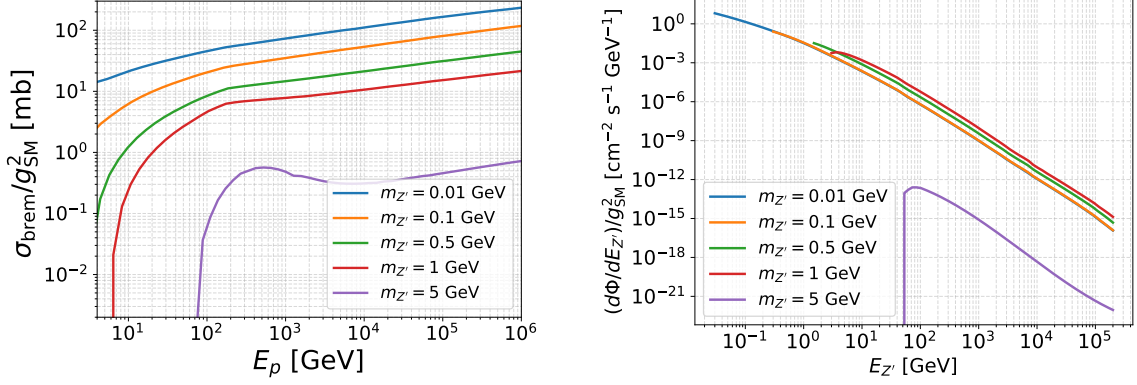 σ_brem/g²_SM [mb]
10²
10¹
10⁰
10⁻¹
10⁻²
m_Z′ = 0.01 GeV
m_Z′ = 0.1 GeV
m_Z′ = 0.5 GeV
m_Z′ = 1 GeV
m_Z′ = 5 GeV
10¹ 10² 10³ 10⁴ 10⁵ 10⁶
E_p [GeV]
(dΦ/dE_Z′)/g²_SM [cm⁻² s⁻¹ GeV⁻¹]
10⁰
10⁻³
10⁻⁶
10⁻⁹
10⁻¹²
10⁻¹⁵
10⁻¹⁸
10⁻²¹
m_Z′ = 0.01 GeV
m_Z′ = 0.1 GeV
m_Z′ = 0.5 GeV
m_Z′ = 1 GeV
m_Z′ = 5 GeV
10⁻¹ 10⁰ 10¹ 10² 10³ 10⁴ 10⁵
E_Z′ [GeV]